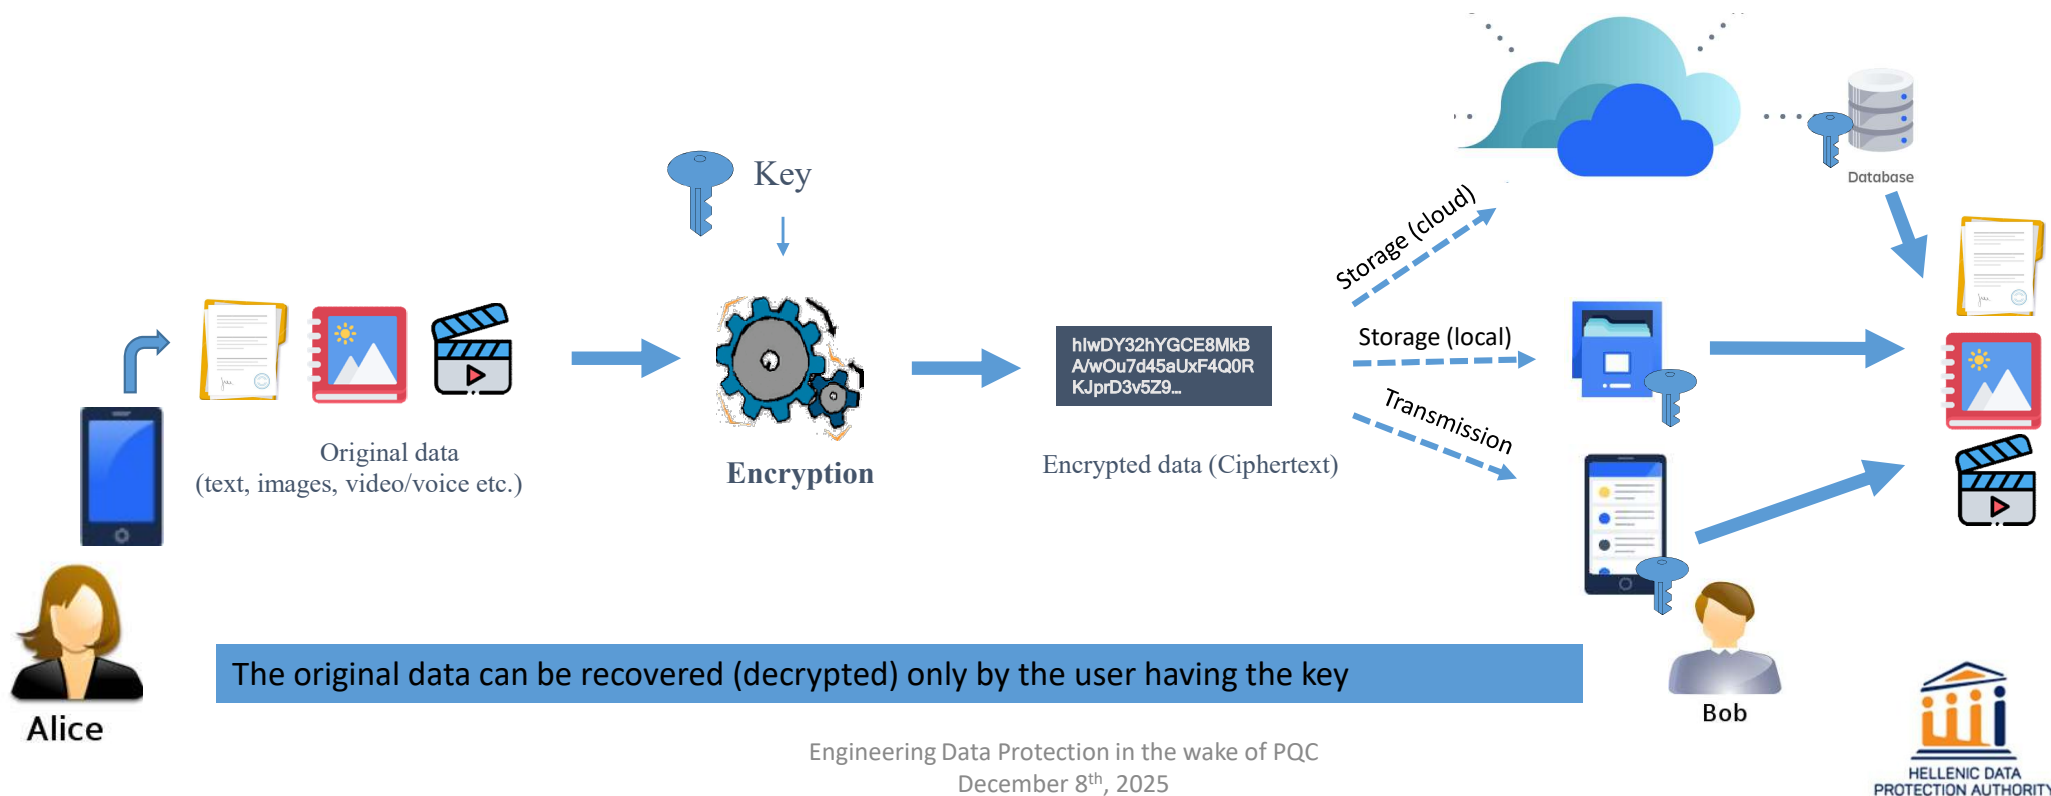 Key
Storage (cloud)
Database
Storage (local)
Transmission
hIwDY32hYGCE8MkB
A/wOu7d45aUxF4Q0R
KJprD3v5Z9...
Original data
(text, images, video/voice etc.)
Encryption
Encrypted data (Ciphertext)
The original data can be recovered (decrypted) only by the user having the key
Alice
Bob
Engineering Data Protection in the wake of PQC
December 8th, 2025
HELLENIC DATA
PROTECTION AUTHORITY